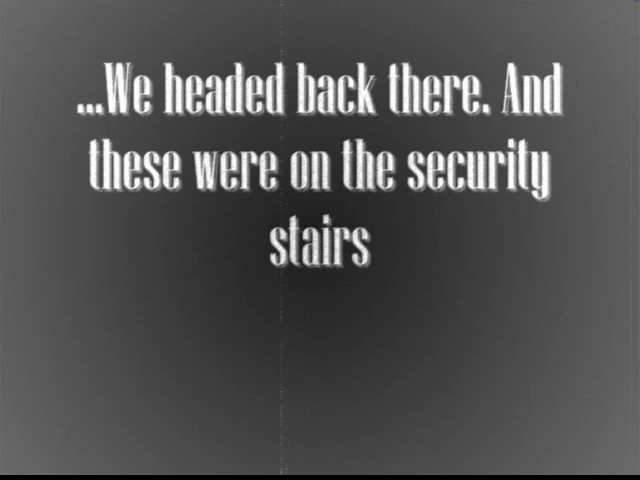 ...We headed back there. And
these were on the security
stairs